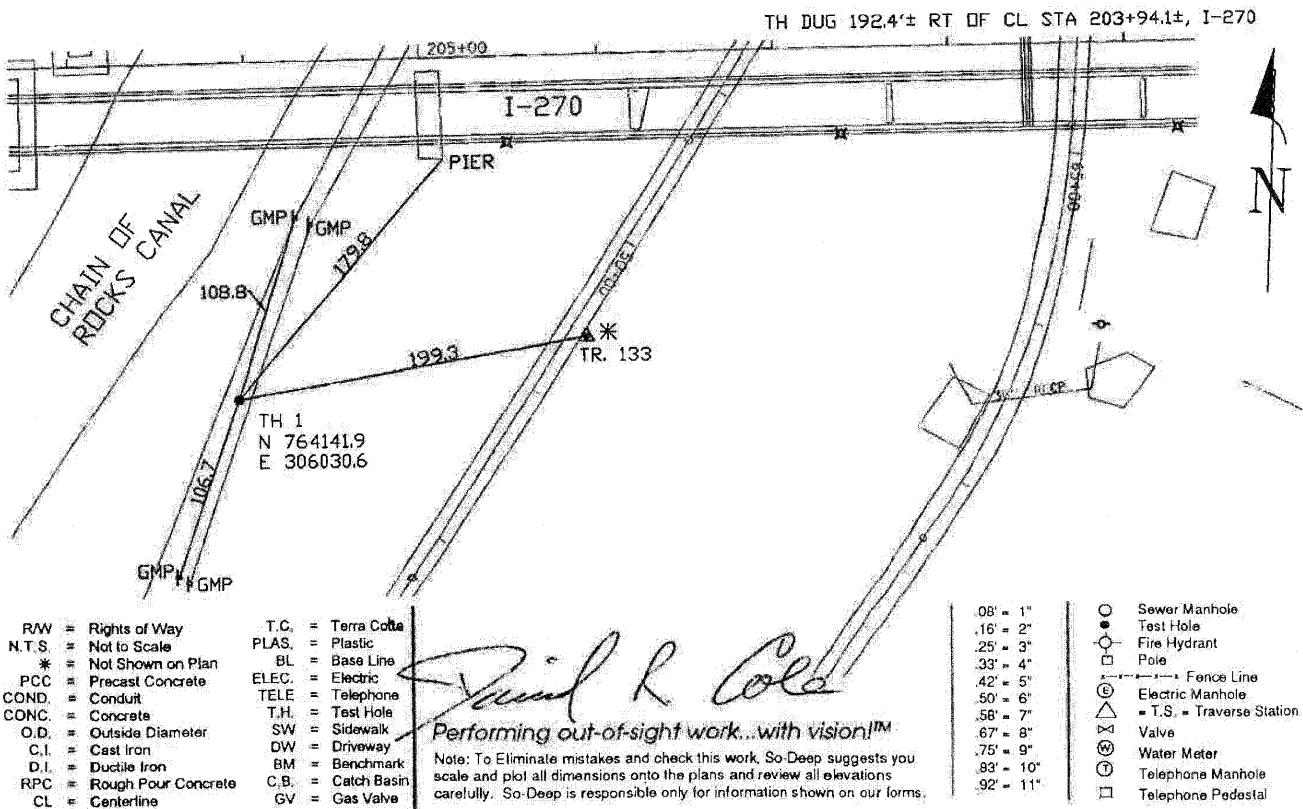 TH DUG 192.4'± RT OF CL STA 203+94.1±, I-270
205+00
I-270
PIER
N
CHAIN OF
ROCKS CANAL
GMP
GMP
179.8
108.8
199.3
150+00
65+00
TR. 133
TH 1
N 764141.9
E 306030.6
106.7
GMP
GMP
RCP
R/W = Rights of Way
N.T.S. = Not to Scale
* = Not Shown on Plan
PCC = Precast Concrete
COND. = Conduit
CONC. = Concrete
O.D. = Outside Diameter
C.I. = Cast Iron
D.I. = Ductile Iron
RPC = Rough Pour Concrete
CL = Centerline
T.C. = Terra Cotta
PLAS. = Plastic
BL = Base Line
ELEC. = Electric
TELE = Telephone
T.H. = Test Hole
SW = Sidewalk
DW = Driveway
BM = Benchmark
C.B. = Catch Basin
GV = Gas Valve
David R Cole
Performing out-of-sight work...with vision!™
Note: To Eliminate mistakes and check this work, So-Deep suggests you
scale and plot all dimensions onto the plans and review all elevations
carefully. So-Deep is responsible only for information shown on our forms.
.08' = 1"
.16' = 2"
.25' = 3"
.33' = 4"
.42' = 5"
.50' = 6"
.58' = 7"
.67' = 8"
.75' = 9"
.83' = 10"
.92' = 11"
Sewer Manhole
Test Hole
Fire Hydrant
Pole
Fence Line
E Electric Manhole
= T.S. = Traverse Station
Valve
W Water Meter
T Telephone Manhole
Telephone Pedestal